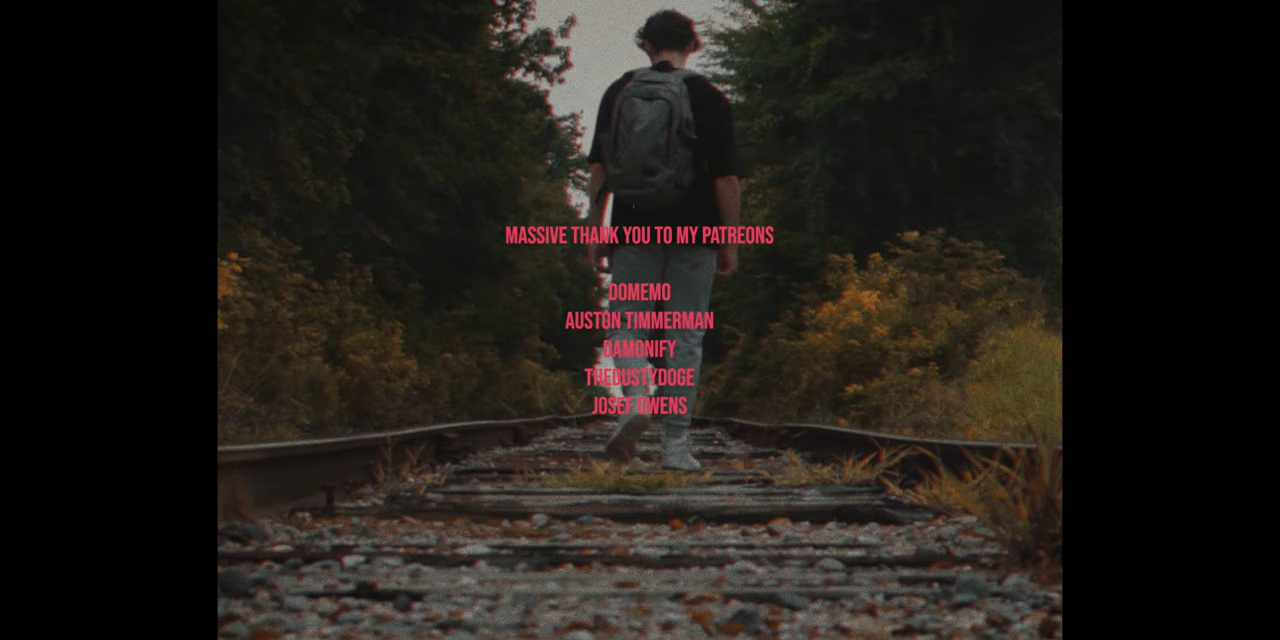 MASSIVE THANK YOU TO MY PATREONS
DOMEMO
AUSTON TIMMERMAN
DAMONIFY
THEDUSTYDOGE
JOSEF OWENS